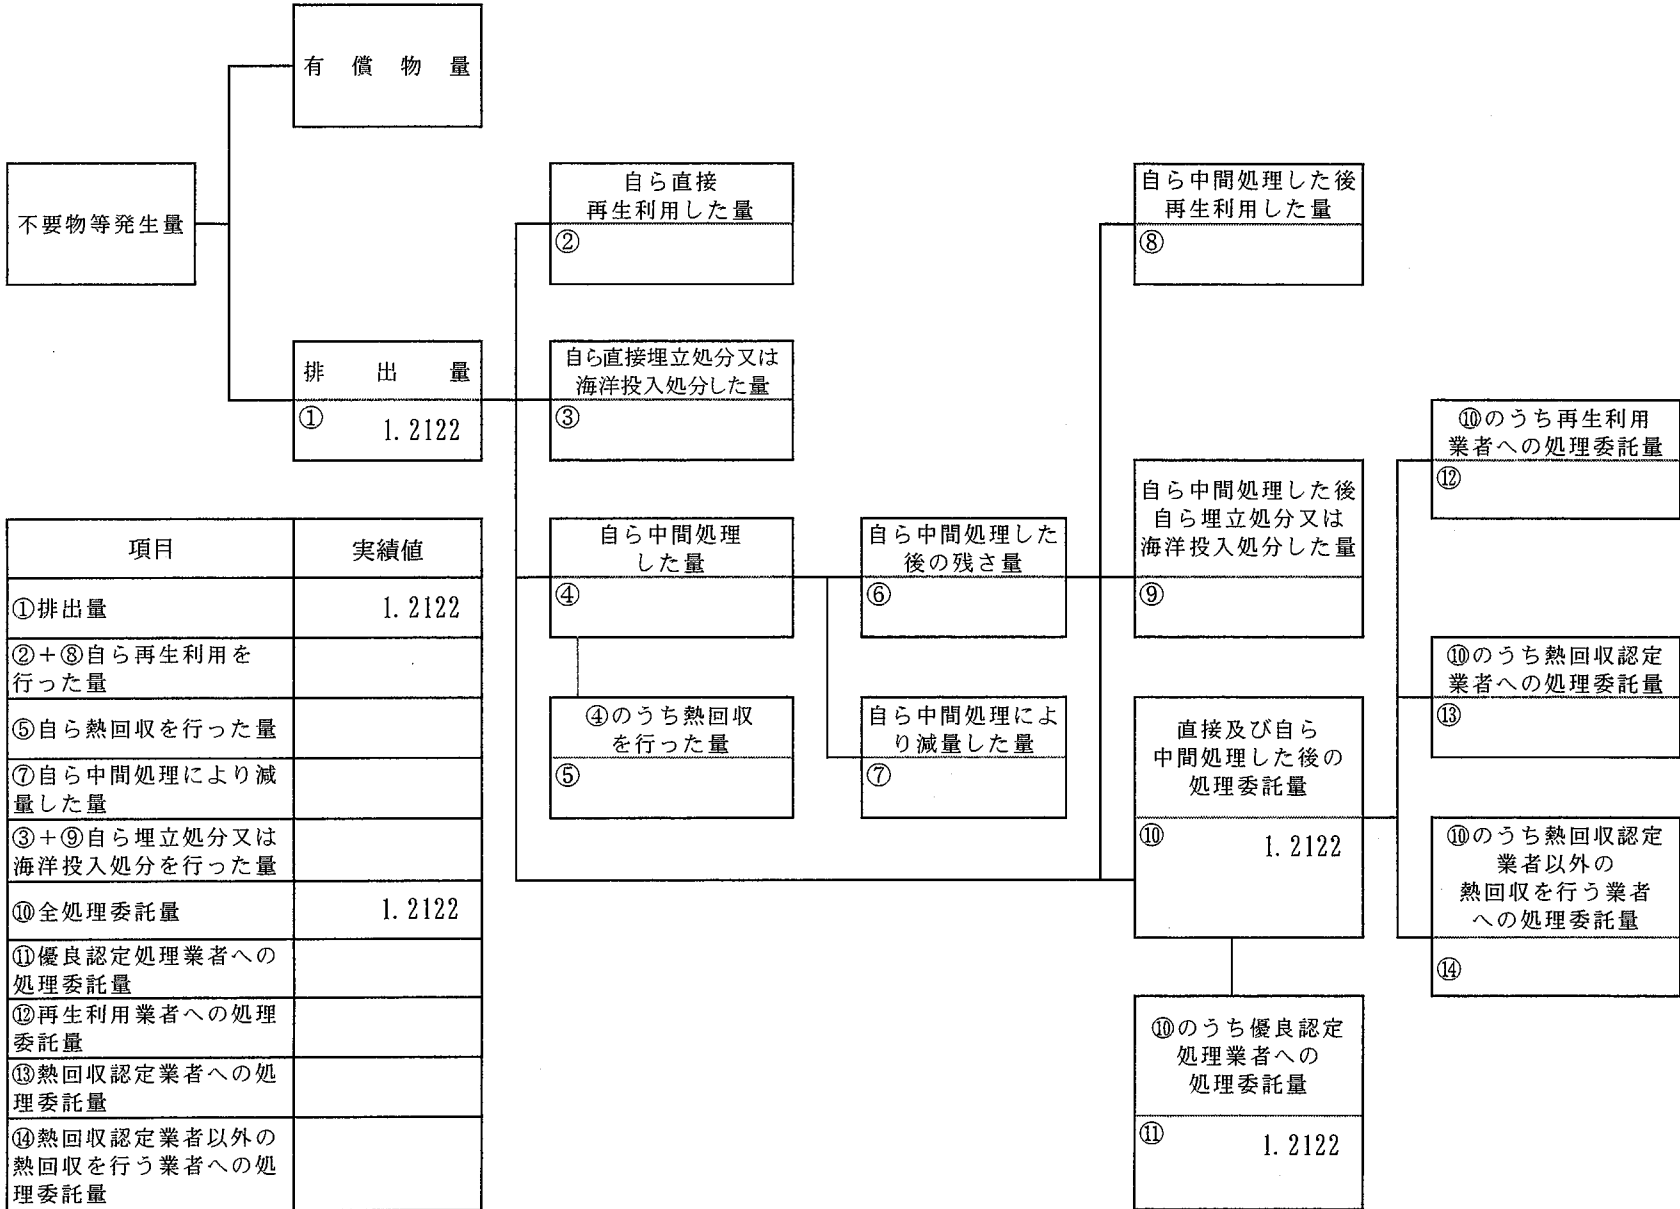 有償物量
不要物等発生量
排出量
①
1.2122
自ら直接
再生利用した量
②
自ら直接埋立処分又は
海洋投入処分した量
③
自ら中間処理
した量
④
④のうち熱回収
を行った量
⑤
自ら中間処理した
後の残さ量
⑥
自ら中間処理によ
り減量した量
⑦
自ら中間処理した後
再生利用した量
⑧
自ら中間処理した後
自ら埋立処分又は
海洋投入処分した量
⑨
直接及び自ら
中間処理した後の
処理委託量
⑩
1.2122
⑩のうち優良認定
処理業者への
処理委託量
⑪
1.2122
⑩のうち再生利用
業者への処理委託量
⑫
⑩のうち熱回収認定
業者への処理委託量
⑬
⑩のうち熱回収認定
業者以外の
熱回収を行う業者
への処理委託量
⑭
項目 実績値
①排出量 1.2122
②+⑧自ら再生利用を
行った量
⑤自ら熱回収を行った量
⑦自ら中間処理により減
量した量
③+⑨自ら埋立処分又は
海洋投入処分を行った量
⑩全処理委託量 1.2122
⑪優良認定処理業者への
処理委託量
⑫再生利用業者への処理
委託量
⑬熱回収認定業者への処
理委託量
⑭熱回収認定業者以外の
熱回収を行う業者への処
理委託量